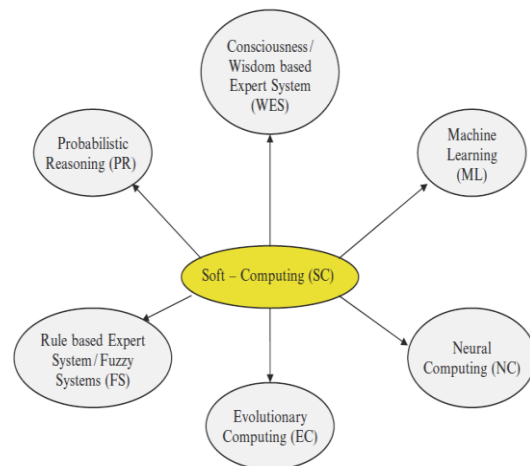 Consciousness/
Wisdom based
Expert System
(WES)
Probabilistic
Reasoning (PR)
Machine
Learning
(ML)
Soft – Computing (SC)
Rule based Expert
System/Fuzzy
Systems (FS)
Neural
Computing (NC)
Evolutionary
Computing (EC)